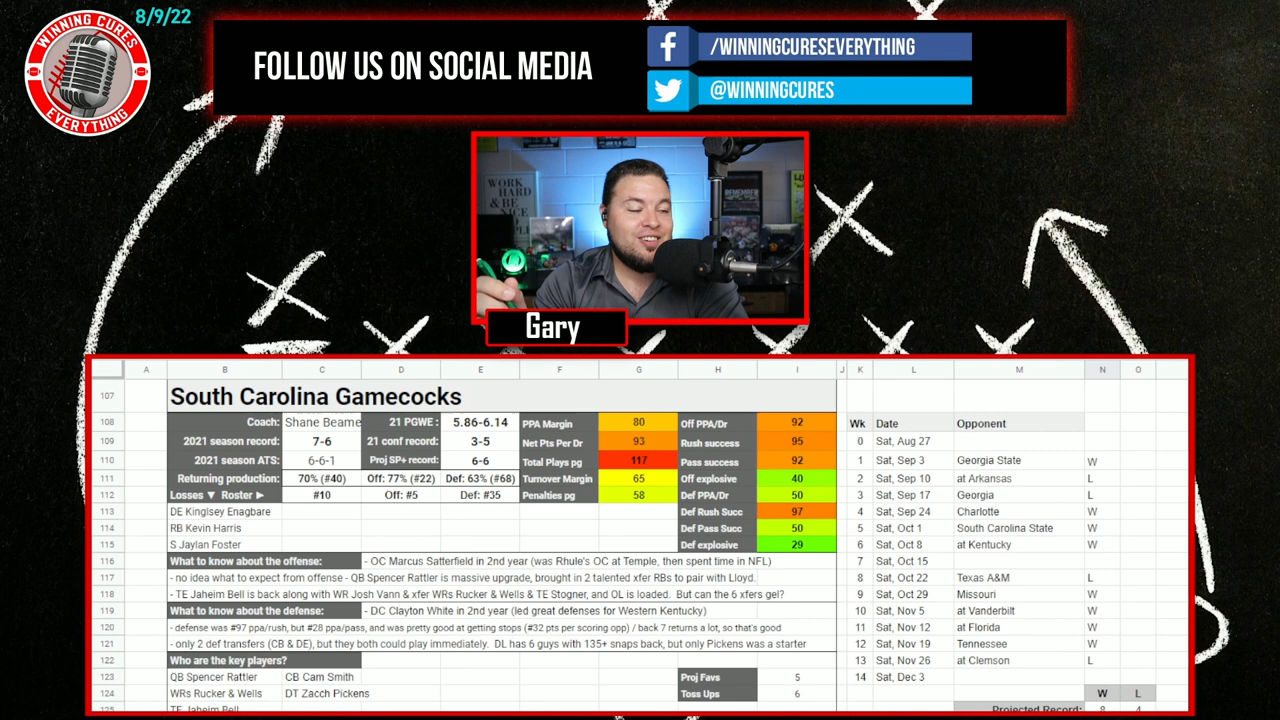 8/9/22
WINNING CURES
EVERYTHING
FOLLOW US ON SOCIAL MEDIA
/WINNINGCURESEVERYTHING
@WINNINGCURES
WORK
HARD
& BE
NICE
REMEMBER
Gary
A B C D E F G H I J K L M N O
107 South Carolina Gamecocks
108 Coach: Shane Beame 21 PGWE : 5.86-6.14 PPA Margin 80 Off PPA/Dr 92 Wk Date Opponent
109 2021 season record: 7-6 21 conf record: 3-5 Net Pts Per Dr 93 Rush success 95 0 Sat, Aug 27
110 2021 season ATS: 6-6-1 Proj SP+ record: 6-6 Total Plays pg 117 Pass success 92 1 Sat, Sep 3 Georgia State W
111 Returning production: 70% (#40) Off: 77% (#22) Def: 63% (#68) Turnover Margin 65 Off explosive 40 2 Sat, Sep 10 at Arkansas L
112 Losses ▼ Roster ► #10 Off: #5 Def: #35 Penalties pg 58 Def PPA/Dr 50 3 Sat, Sep 17 Georgia L
113 DE Kinglsey Enagbare Def Rush Succ 97 4 Sat, Sep 24 Charlotte W
114 RB Kevin Harris Def Pass Succ 50 5 Sat, Oct 1 South Carolina State W
115 S Jaylan Foster Def explosive 29 6 Sat, Oct 8 at Kentucky W
116 What to know about the offense: - OC Marcus Satterfield in 2nd year (was Rhule's OC at Temple, then spent time in NFL) 7 Sat, Oct 15
117 - no idea what to expect from offense - QB Spencer Rattler is massive upgrade, brought in 2 talented xfer RBs to pair with Lloyd. 8 Sat, Oct 22 Texas A&M L
118 - TE Jaheim Bell is back along with WR Josh Vann & xfer WRs Rucker & Wells & TE Stogner, and OL is loaded. But can the 6 xfers gel? 9 Sat, Oct 29 Missouri W
119 What to know about the defense: - DC Clayton White in 2nd year (led great defenses for Western Kentucky) 10 Sat, Nov 5 at Vanderbilt W
120 - defense was #97 ppa/rush, but #28 ppa/pass, and was pretty good at getting stops (#32 pts per scoring opp) / back 7 returns a lot, so that's good 11 Sat, Nov 12 at Florida W
121 - only 2 def transfers (CB & DE), but they both could play immediately. DL has 6 guys with 135+ snaps back, but only Pickens was a starter 12 Sat, Nov 19 Tennessee W
122 Who are the key players? 13 Sat, Nov 26 at Clemson L
123 QB Spencer Rattler CB Cam Smith Proj Favs 5 14 Sat, Dec 3
124 WRs Rucker & Wells DT Zacch Pickens Toss Ups 6 W L
125 TE Jaheim Bell Projected Record: 8 4